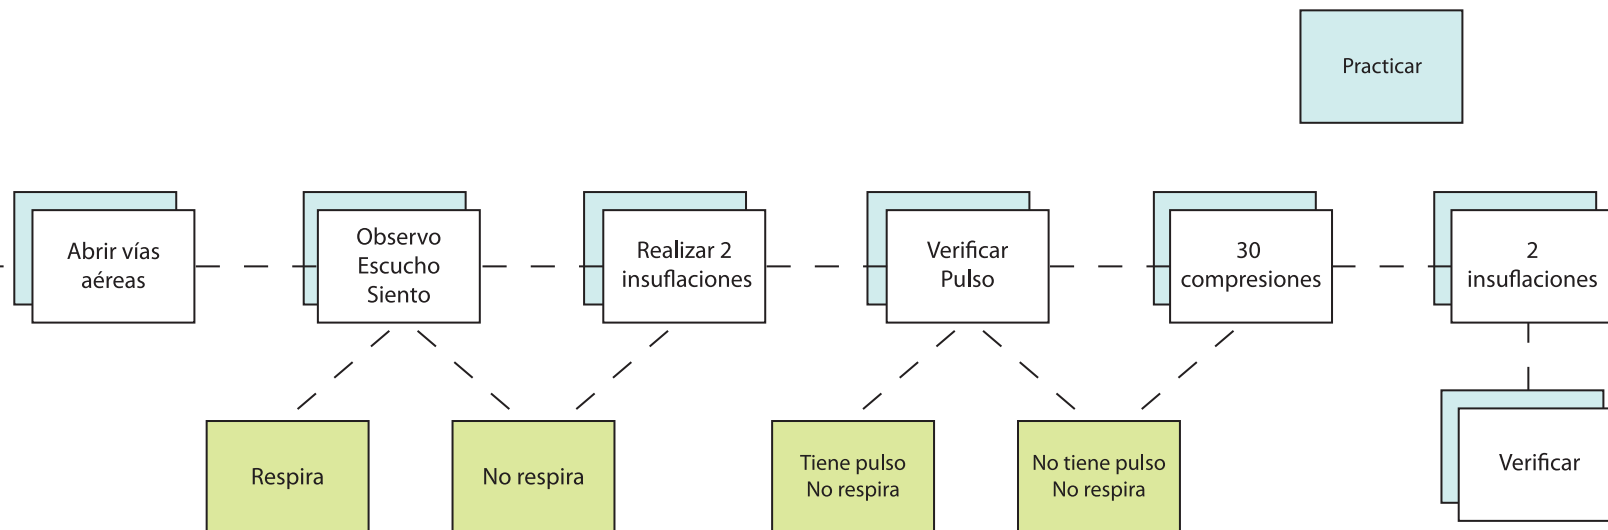 Practicar
Abrir vías
aéreas
Observo
Escucho
Siento
Realizar 2
insuflaciones
Verificar
Pulso
30
compresiones
2
insuflaciones
Respira
No respira
Tiene pulso
No respira
No tiene pulso
No respira
Verificar